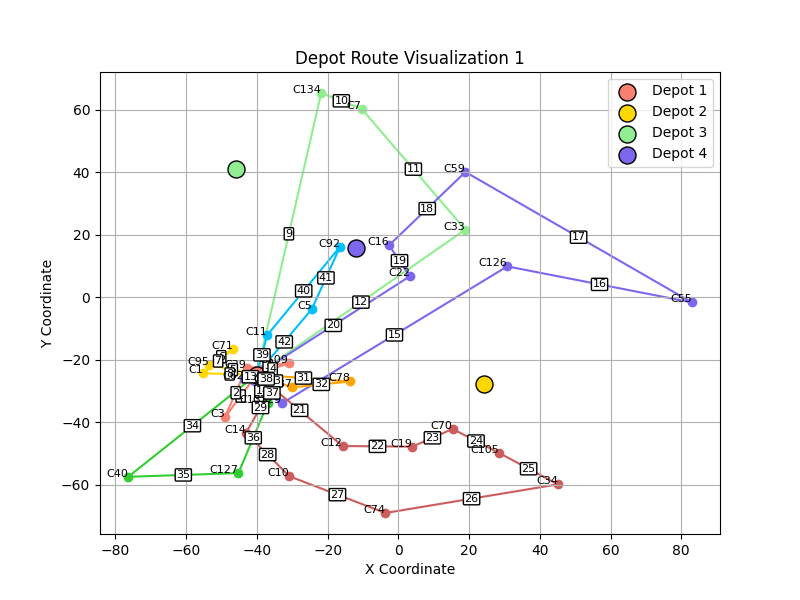 Depot Route Visualization 1
Depot 1
Depot 2
Depot 3
Depot 4
Y Coordinate
60
40
20
0
−20
−40
−60
−80
−60
−40
−20
0
20
40
60
80
X Coordinate
C134
10
C7
11
C59
18
9
C33
17
C16
19
C92
C126
C22
41
16
40
12
C55
C5
20
C11
15
42
39
C71
C95
C1
38
31
C78
32
37
34
C3
29
21
C14
36
C12
22
C19
23
C70
24
C105
28
25
C40
35
C127
C10
C34
27
26
C74